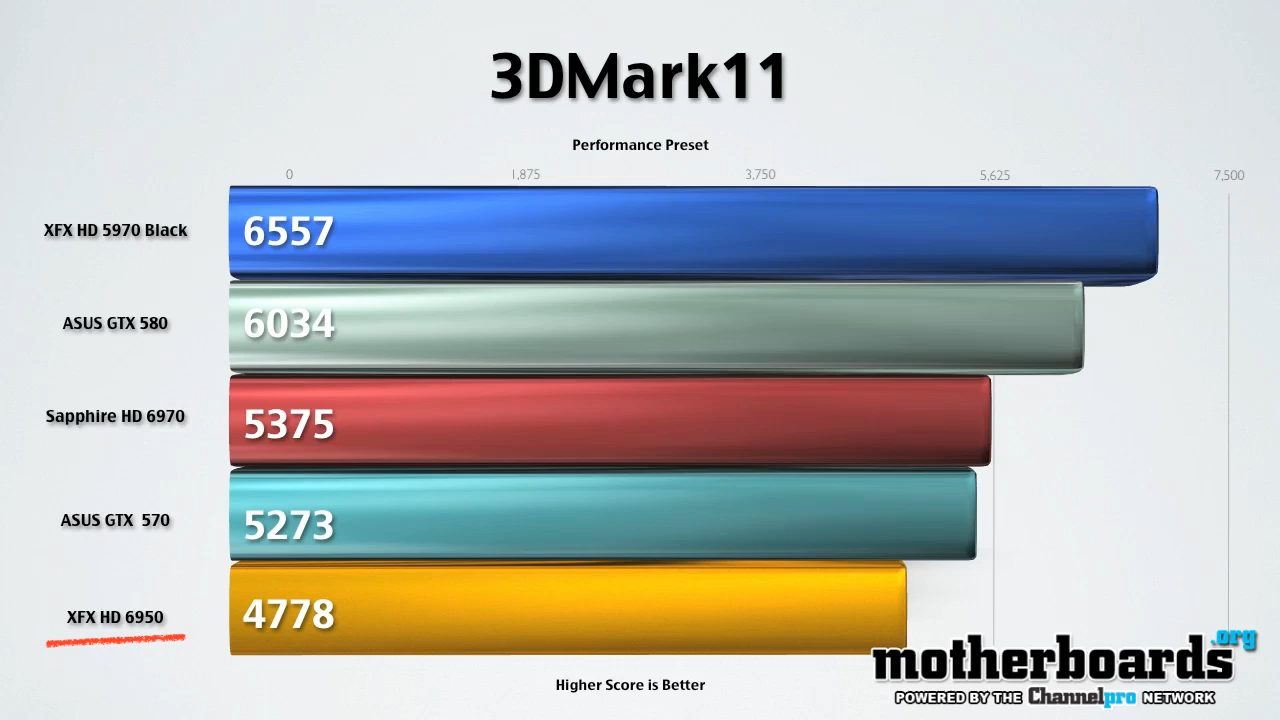 3DMark11
Performance Preset
0 1,875 3,750 5,625 7,500
XFX HD 5970 Black 6557
ASUS GTX 580 6034
Sapphire HD 6970 5375
ASUS GTX 570 5273
XFX HD 6950 4778
Higher Score is Better
motherboards.org
POWERED BY THE Channelpro NETWORK